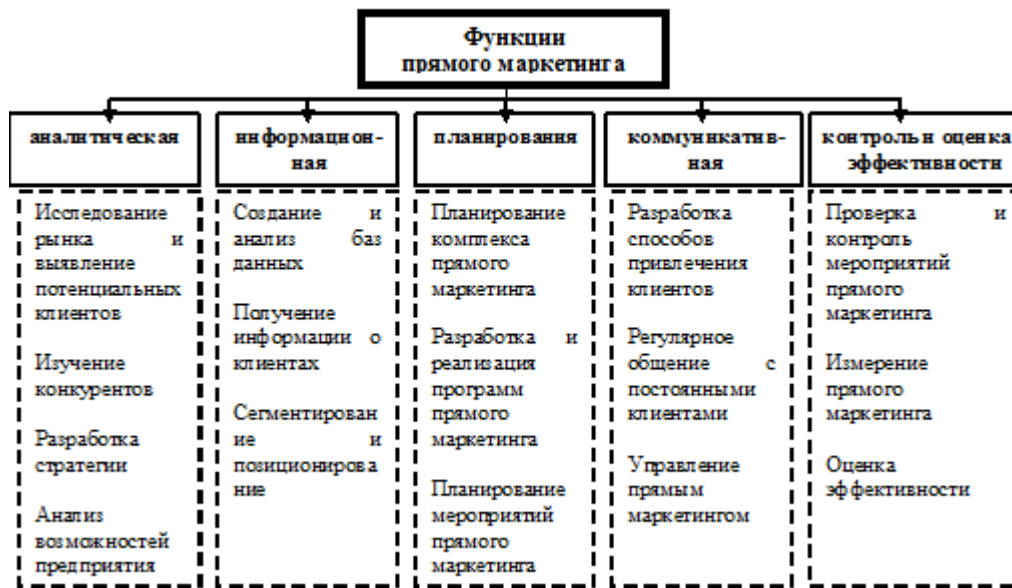 Функции
прямого маркетинга
аналитическая
информацион-
ная
планирования
коммуникатив-
ная
контроль и оценка
эффективности
Исследование
рынка и
выявление
потенциальных
клиентов
Изучение
конкурентов
Разработка
стратегии
Анализ
возможностей
предприятия
Создание и
анализ баз
данных
Получение
информации о
клиентах
Сегментирован
ие и
позиционирова
ние
Планирование
комплекса
прямого
маркетинга
Разработка и
реализация
программ
прямого
маркетинга
Планирование
мероприятий
прямого
маркетинга
Разработка
способов
привлечения
клиентов
Регулярное
общение с
постоянными
клиентами
Управление
прямым
маркетингом
Проверка и
контроль
мероприятий
прямого
маркетинга
Измерение
прямого
маркетинга
Оценка
эффективности